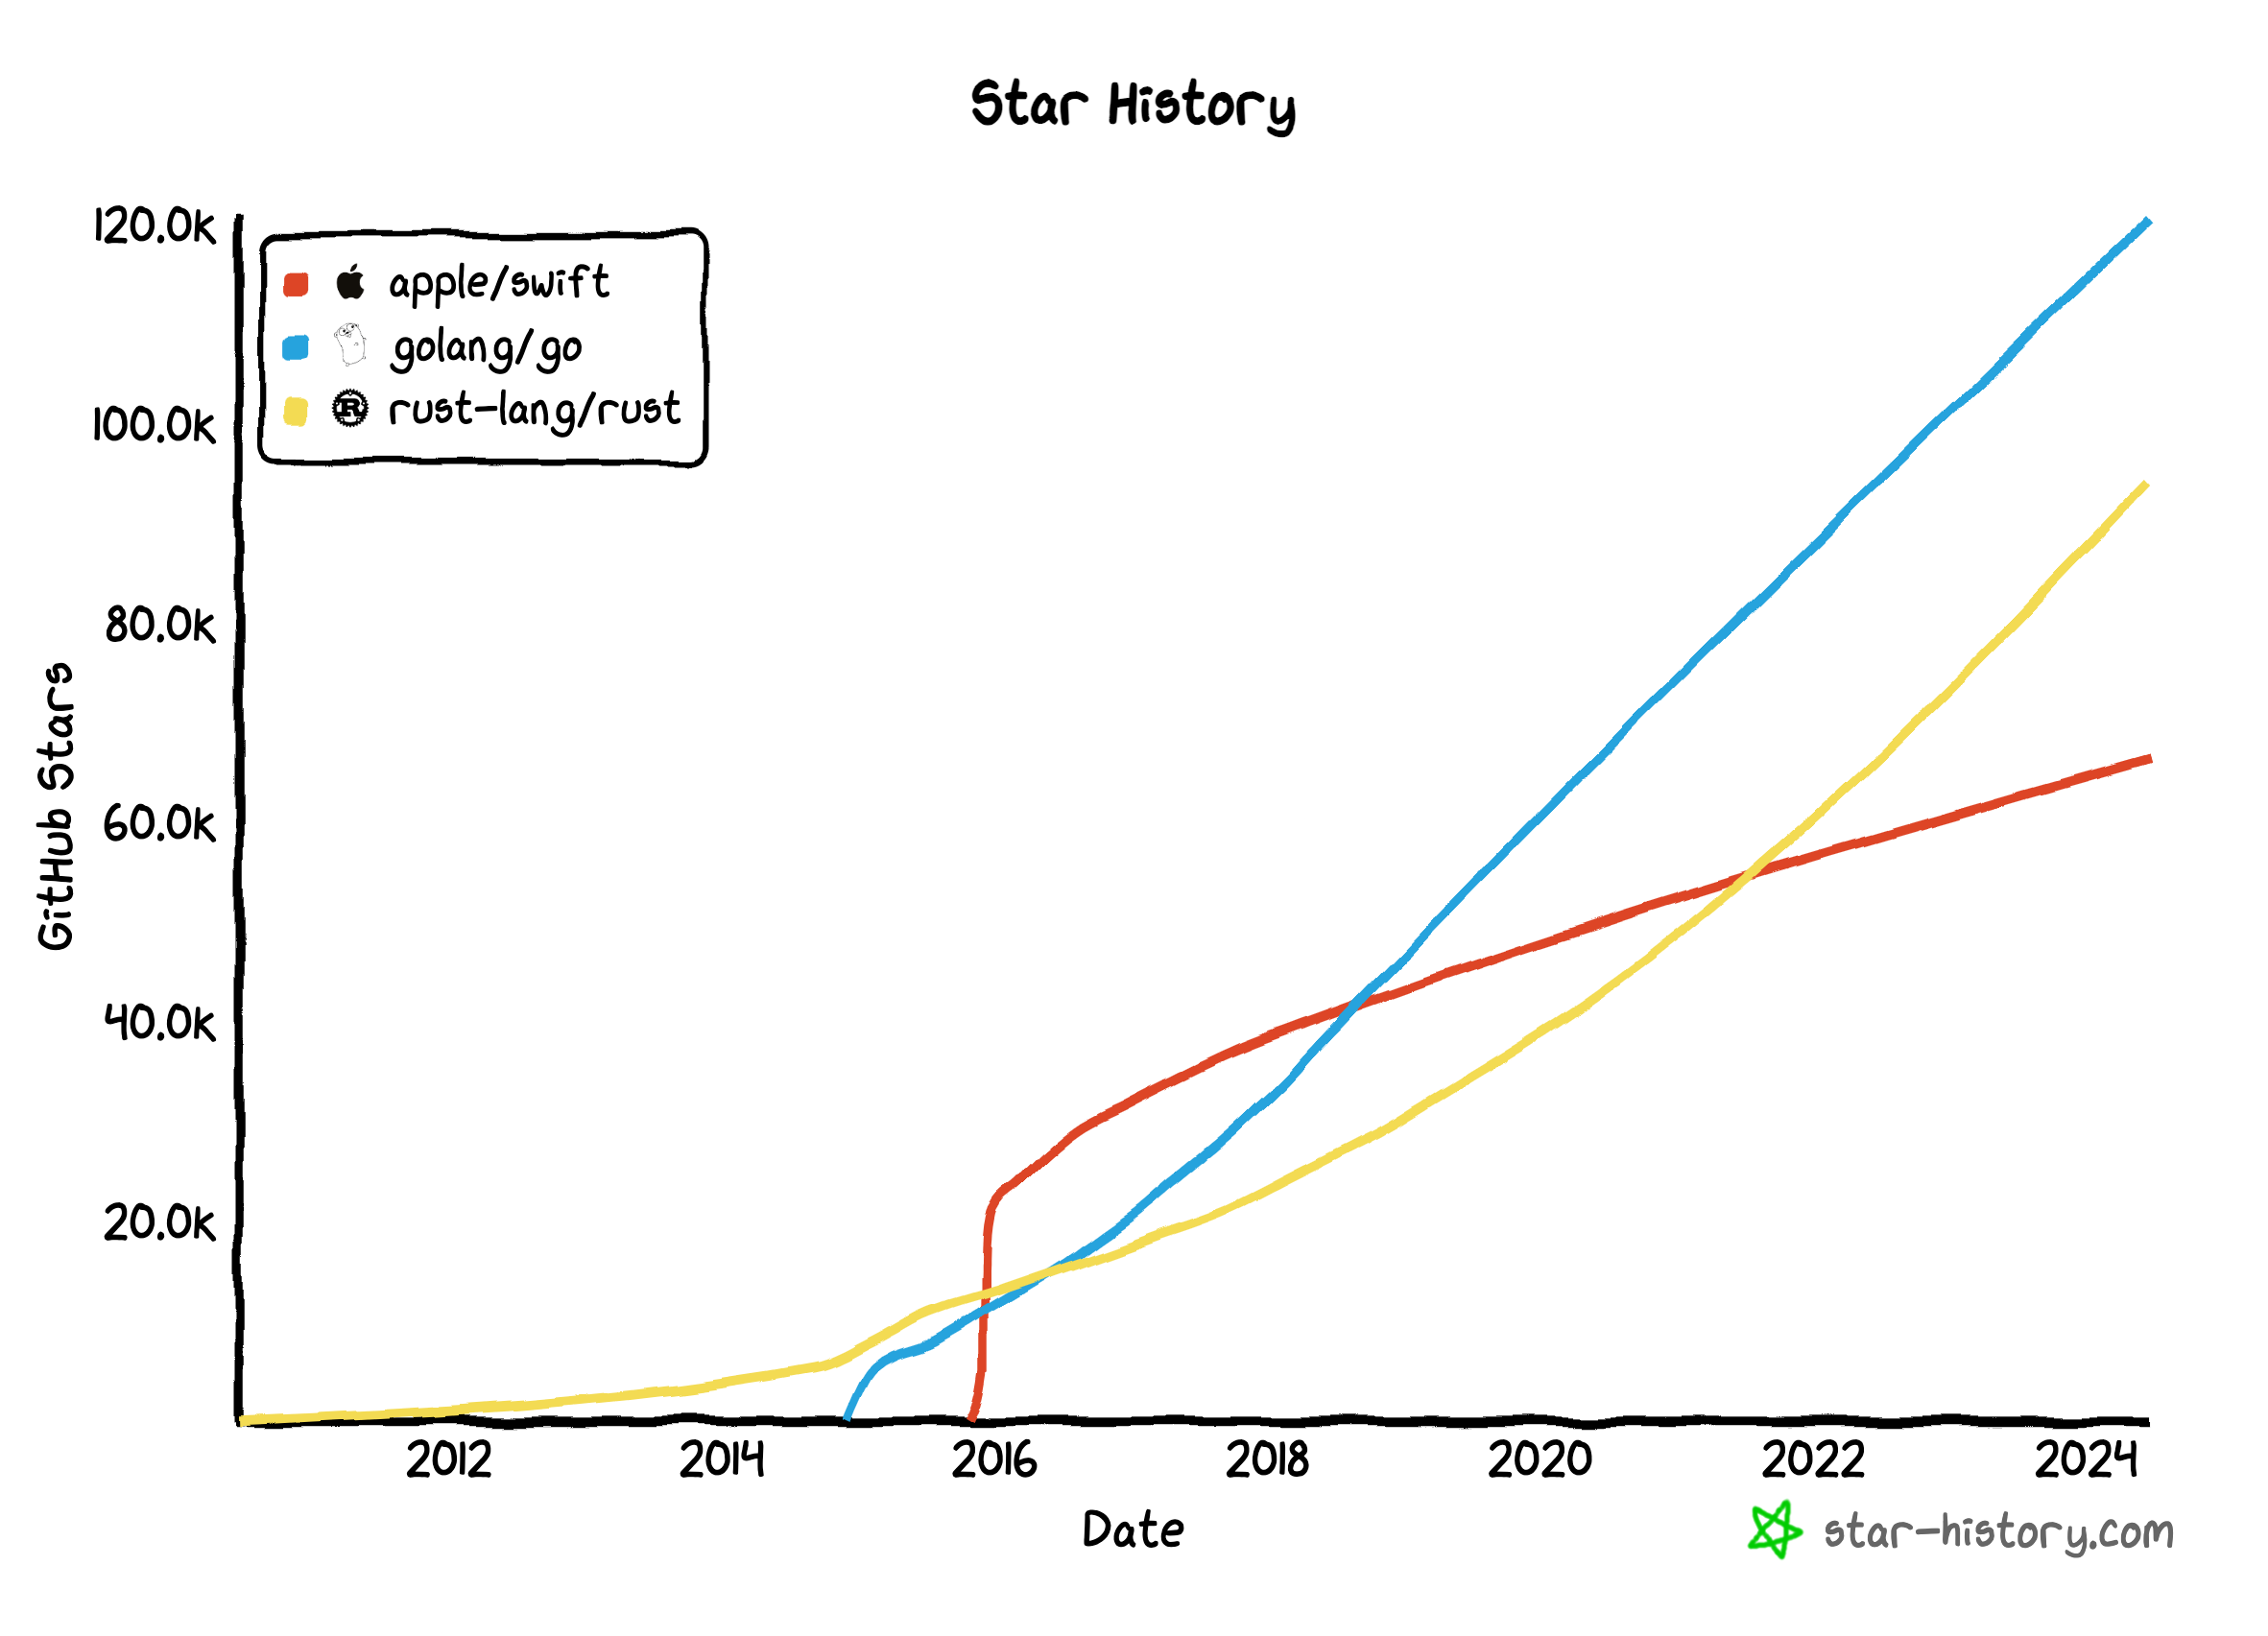 Star History
120.0k
100.0k
80.0k
60.0k
40.0k
20.0k
GitHub Stars
apple/swift
golang/go
R rust-lang/rust
2012 2014 2016 2018 2020 2022 2024
Date
star-history.com